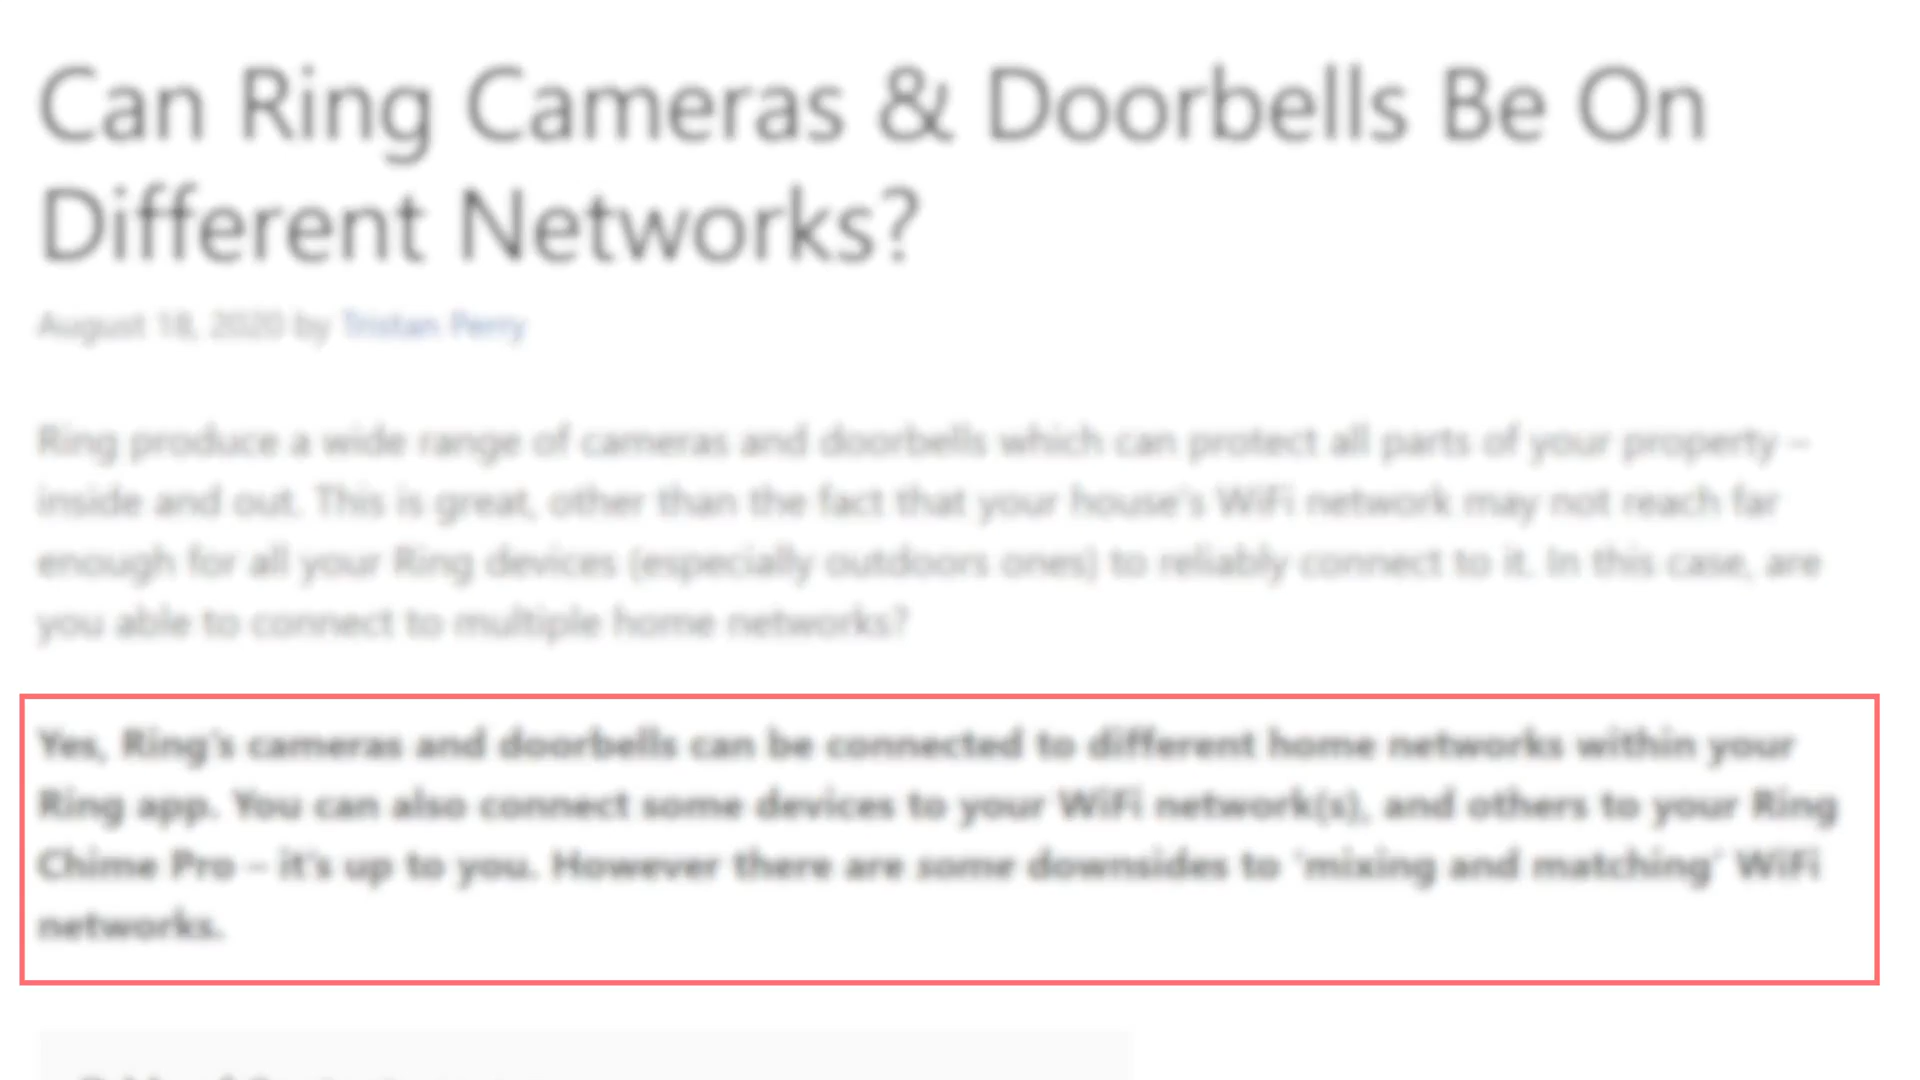 Can Ring Cameras & Doorbells Be On
Different Networks?
August 18, 2020 by Tristan Perry
Ring produce a wide range of cameras and doorbells which can protect all parts of your property –
inside and out. This is great, other than the fact that your house's WiFi network may not reach far
enough for all your Ring devices (especially outdoors ones) to reliably connect to it. In this case, are
you able to connect to multiple home networks?
Yes, Ring's cameras and doorbells can be connected to different home networks within your
Ring app. You can also connect some devices to your WiFi network(s), and others to your Ring
Chime Pro – it's up to you. However there are some downsides to 'mixing and matching' WiFi
networks.